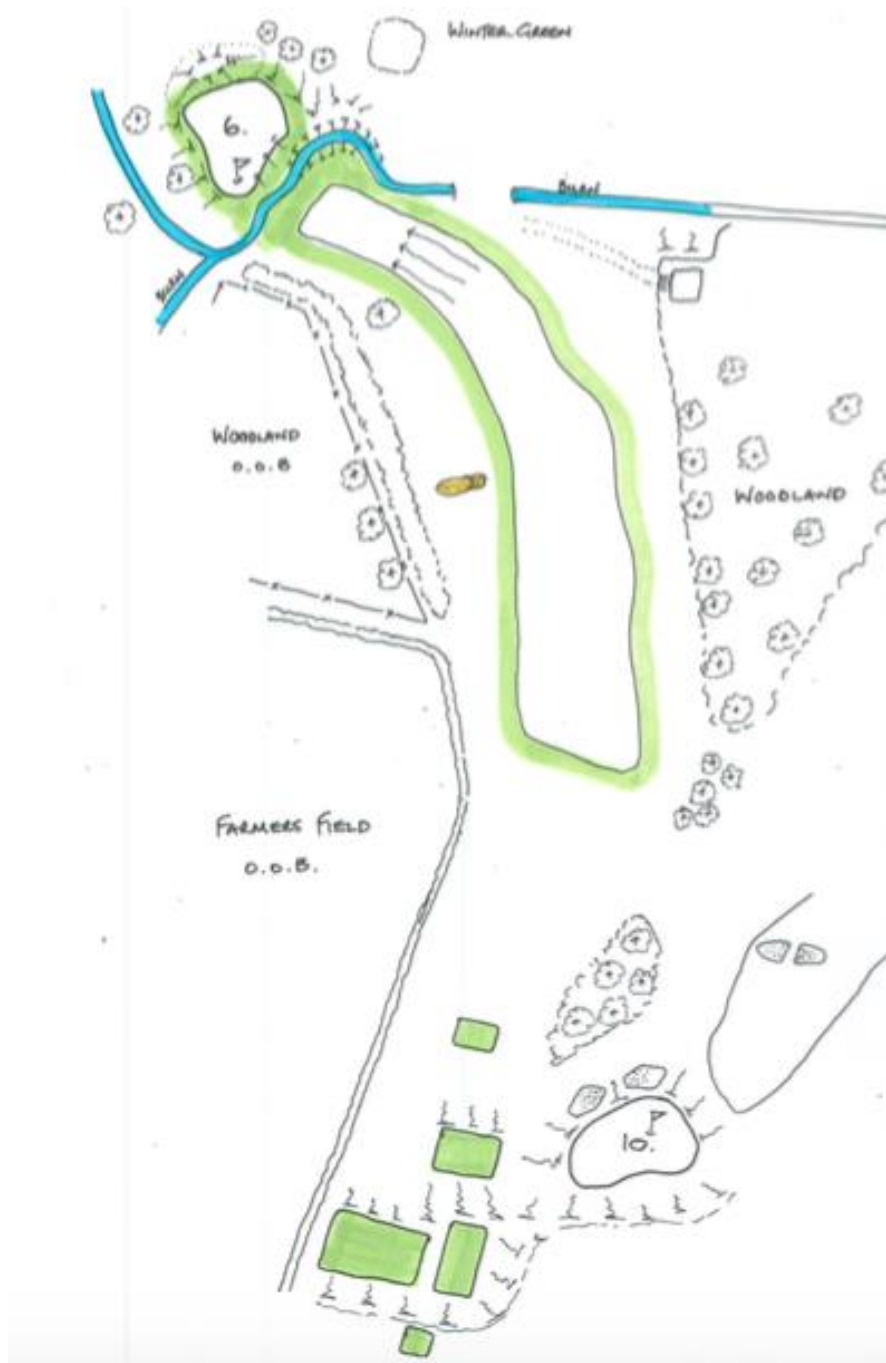 WINTER GREEN
6.
BURN
BURN
WOODLAND
O.O.B
WOODLAND
FARMERS FIELD
O.O.B.
10.